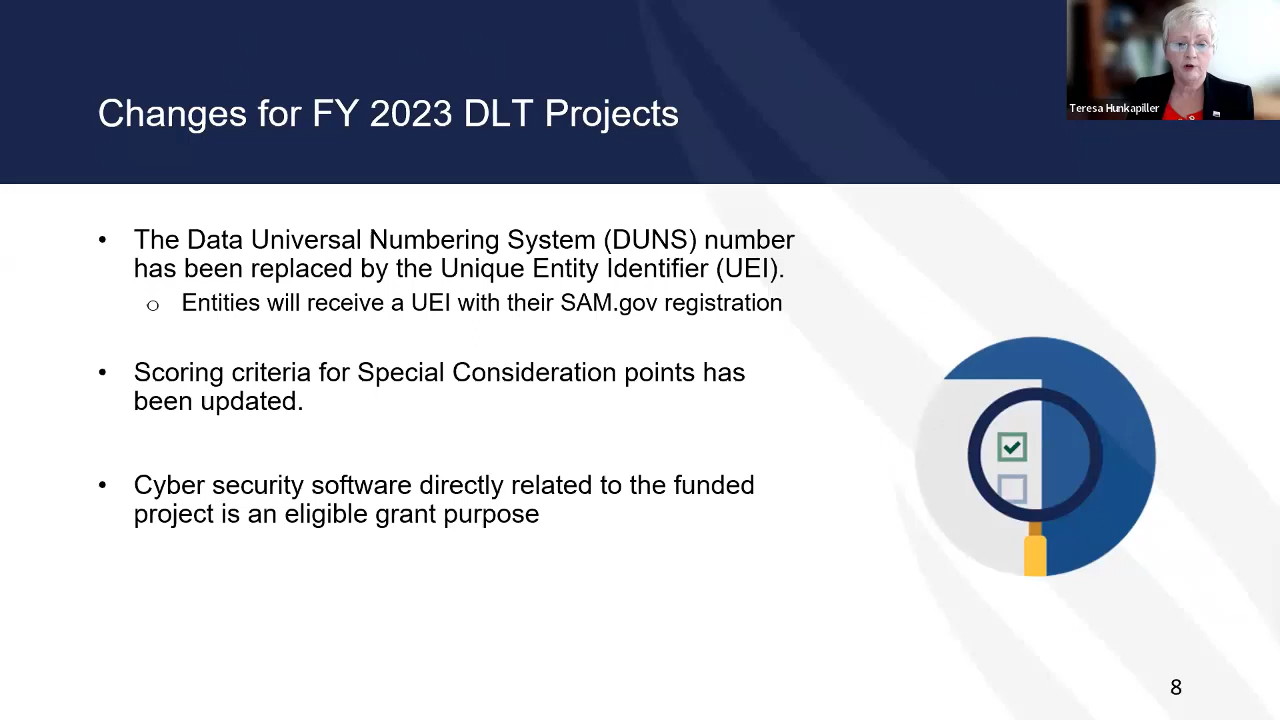 Teresa Hunkapiller
Changes for FY 2023 DLT Projects
• The Data Universal Numbering System (DUNS) number
has been replaced by the Unique Entity Identifier (UEI).
o Entities will receive a UEI with their SAM.gov registration
• Scoring criteria for Special Consideration points has
been updated.
• Cyber security software directly related to the funded
project is an eligible grant purpose
8